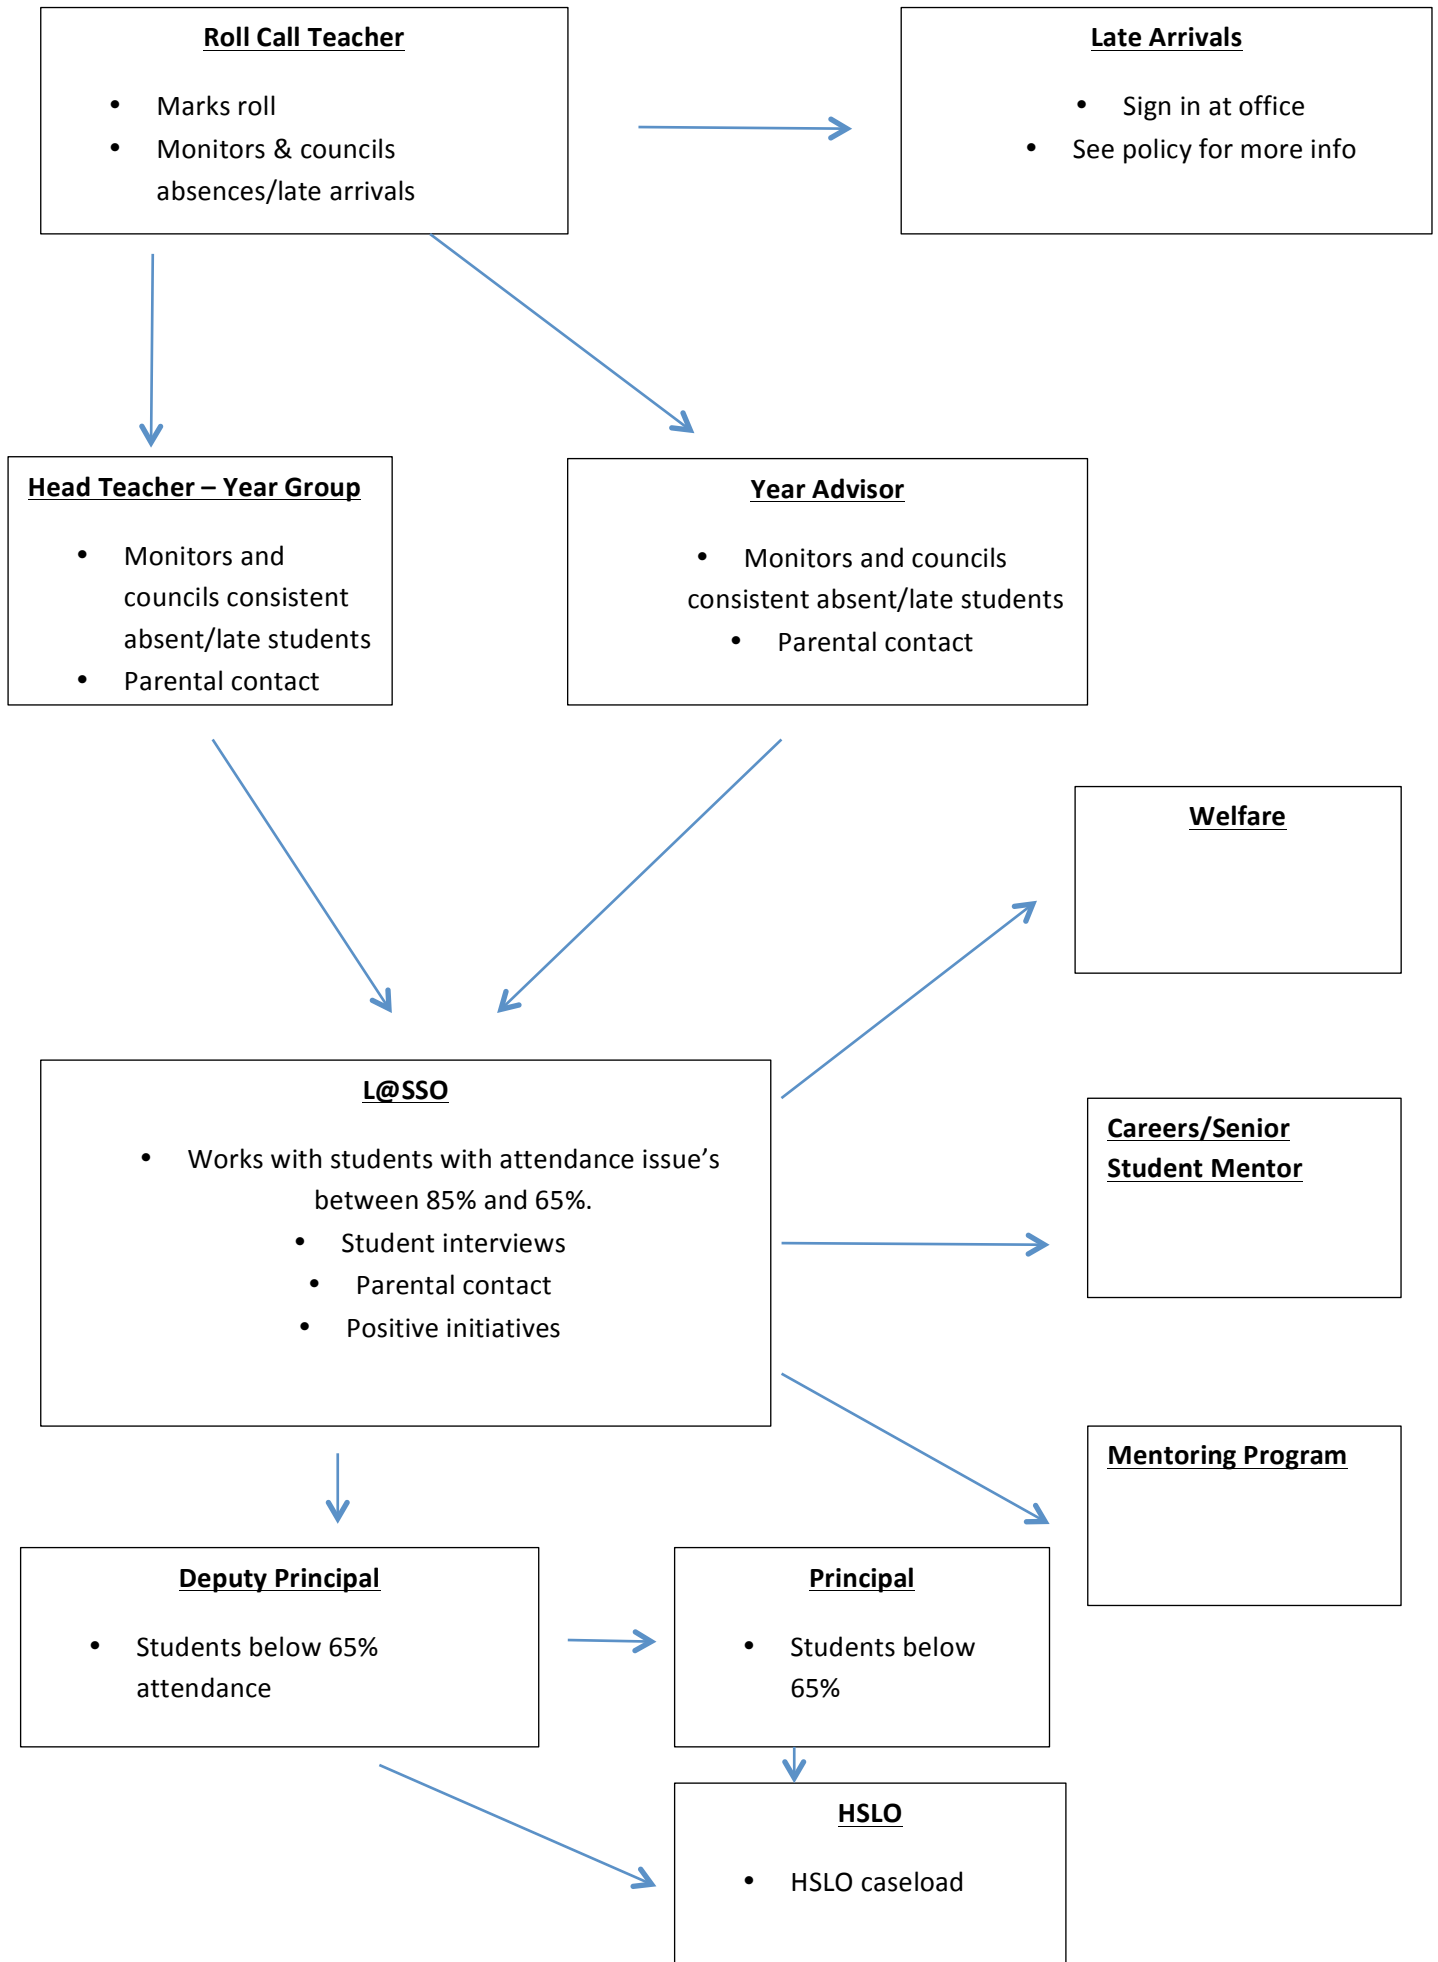 Roll Call Teacher
• Marks roll
• Monitors & councils
absences/late arrivals
Late Arrivals
• Sign in at office
• See policy for more info
Head Teacher – Year Group
• Monitors and
councils consistent
absent/late students
• Parental contact
Year Advisor
• Monitors and councils
consistent absent/late students
• Parental contact
Welfare
L@SSO
• Works with students with attendance issue’s
between 85% and 65%.
• Student interviews
• Parental contact
• Positive initiatives
Careers/Senior
Student Mentor
Mentoring Program
Deputy Principal
• Students below 65%
attendance
Principal
• Students below
65%
HSLO
• HSLO caseload